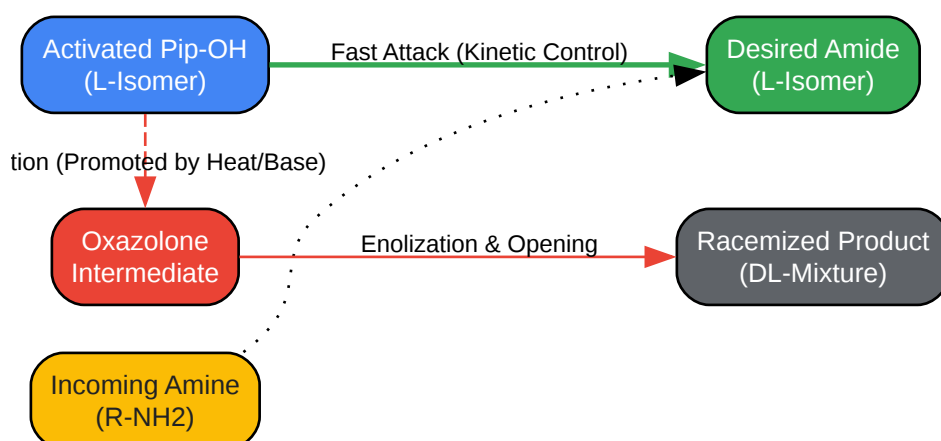 Activated Pip-OH
(L-Isomer)
Fast Attack (Kinetic Control)
Desired Amide
(L-Isomer)
tion (Promoted by Heat/Base)
Oxazolone
Intermediate
Enolization & Opening
Racemized Product
(DL-Mixture)
Incoming Amine
(R-NH2)